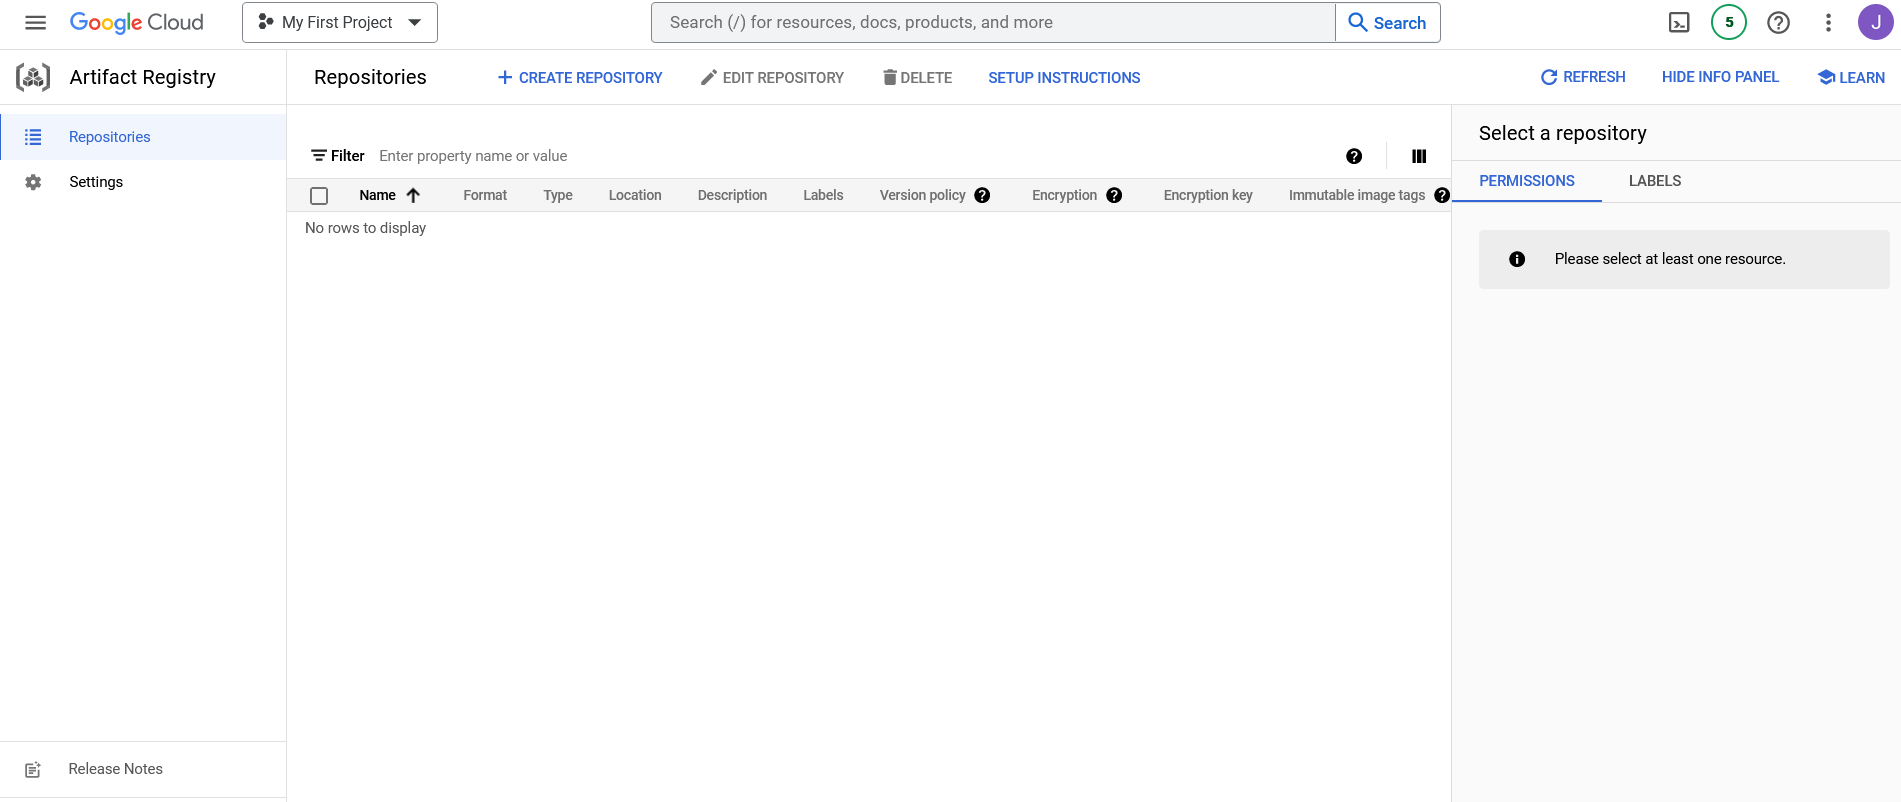 Google Cloud
My First Project
Search (/) for resources, docs, products, and more
Search
5
J
Artifact Registry
Repositories
CREATE REPOSITORY
EDIT REPOSITORY
DELETE
SETUP INSTRUCTIONS
REFRESH
HIDE INFO PANEL
LEARN
Repositories
Settings
Release Notes
Filter Enter property name or value
Name Format Type Location Description Labels Version policy Encryption Encryption key Immutable image tags
No rows to display
Select a repository
PERMISSIONS LABELS
Please select at least one resource.